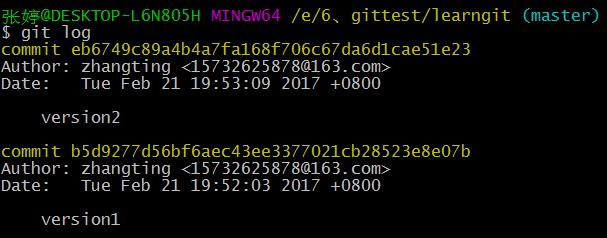 张婷@DESKTOP-L6N8O5H MINGW64 /e/6、gittest/learngit (master)
$ git log
commit eb6749c89a4b4a7fa168f706c67da6d1cae51e23
Author: zhangting <15732625878@163.com>
Date:   Tue Feb 21 19:53:09 2017 +0800
    version2
commit b5d9277d56bf6aec43ee3377021cb28523e8e07b
Author: zhangting <15732625878@163.com>
Date:   Tue Feb 21 19:52:03 2017 +0800
    version1